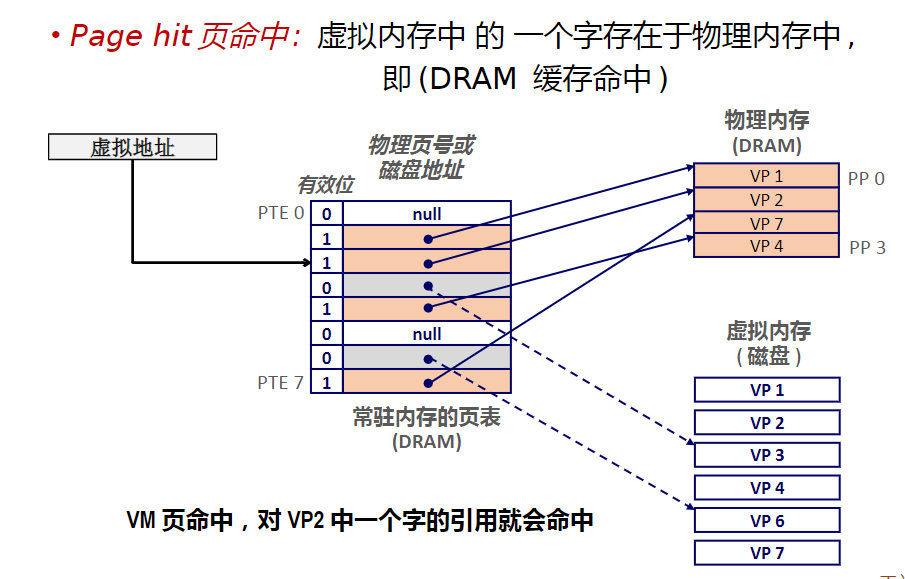 • Page hit 页命中: 虚拟内存中 的 一个字存在于物理内存中,
即 (DRAM 缓存命中)
虚拟地址
物理页号或
磁盘地址
有效位
PTE 0
0
null
1
1
0
1
0
null
0
PTE 7
1
常驻内存的页表
(DRAM)
物理内存
(DRAM)
VP 1
PP 0
VP 2
VP 7
VP 4
PP 3
虚拟内存
(磁盘)
VP 1
VP 2
VP 3
VP 4
VP 6
VP 7
VM 页命中,对 VP2 中一个字的引用就会命中